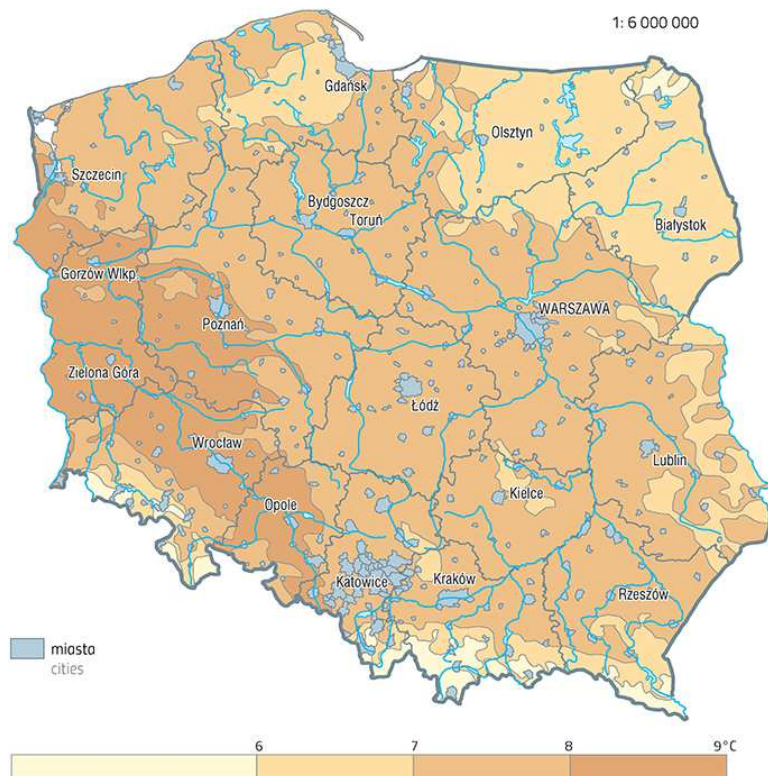 1: 6 000 000
Gdańsk
Olsztyn
Szczecin
Bydgoszcz
Toruń
Białystok
Gorzów Wlkp.
Poznań
WARSZAWA
Zielona Góra
Łódź
Wrocław
Lublin
Opole
Kielce
Katowice
Kraków
Rzeszów
miasta
cities
6 7 8 9°C